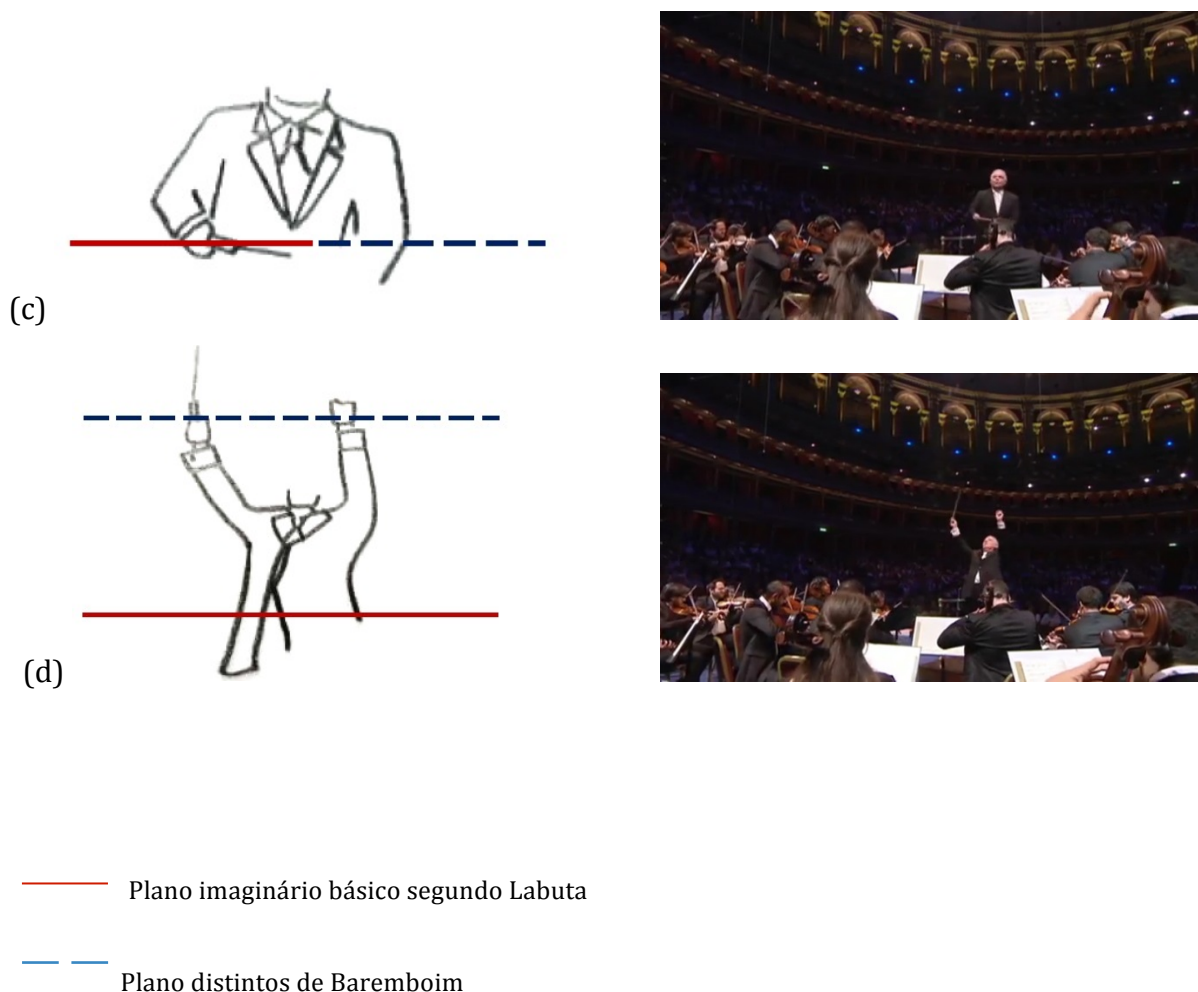 (c)
(d)
Plano imaginário básico segundo Labuta
Plano distintos de Baremboim